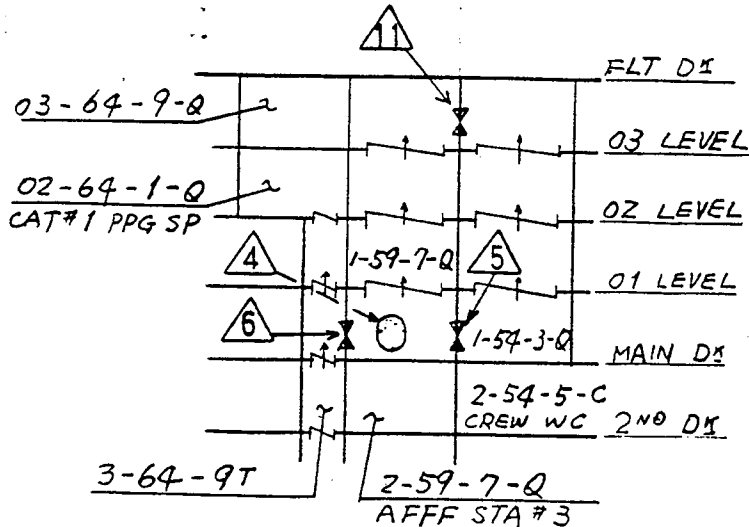 11
FLT DK
03-64-9-Q
03 LEVEL
02-64-1-Q
CAT#1 PPG SP
02 LEVEL
4
1-59-7-Q
5
01 LEVEL
6
1-54-3-Q
MAIN DK
2-54-5-C
CREW WC
2ND DK
3-64-9T
2-59-7-Q
AFFF STA #3